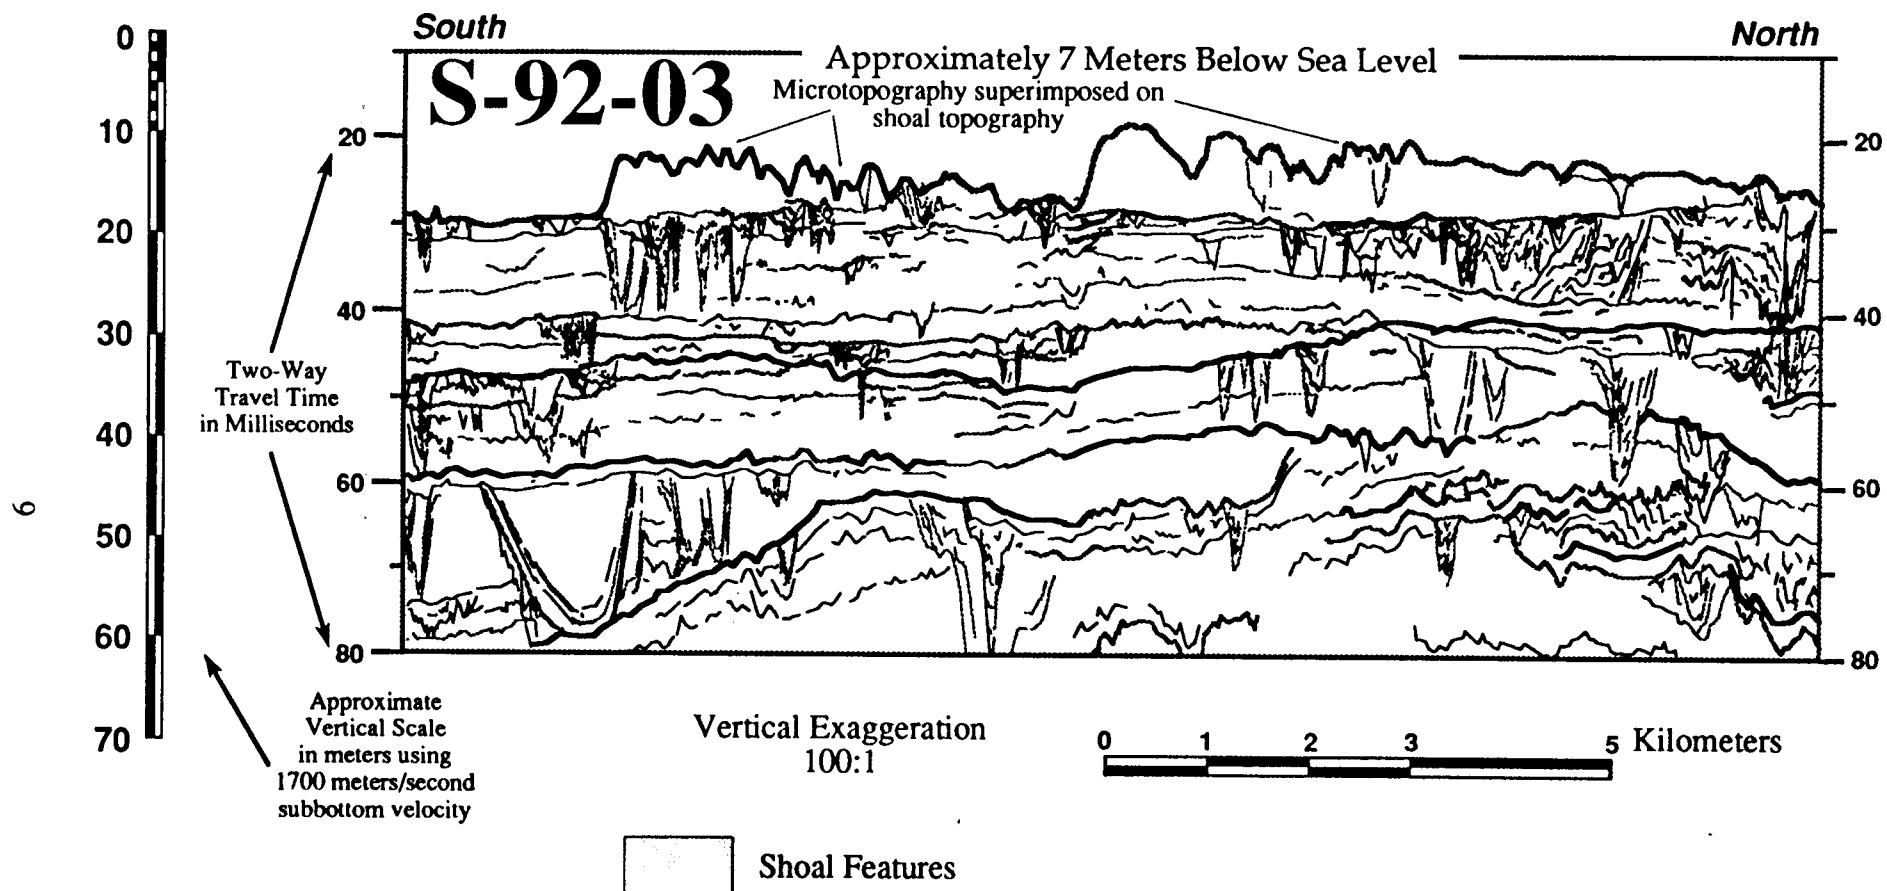 South
North
Approximately 7 Meters Below Sea Level
S-92-03
Microtopography superimposed on
shoal topography
0
10
20
30
40
50
60
70
20
40
60
80
20
40
60
80
Two-Way
Travel Time
in Milliseconds
9
Approximate
Vertical Scale
in meters using
1700 meters/second
subbottom velocity
Vertical Exaggeration
100:1
0 1 2 3 5 Kilometers
Shoal Features